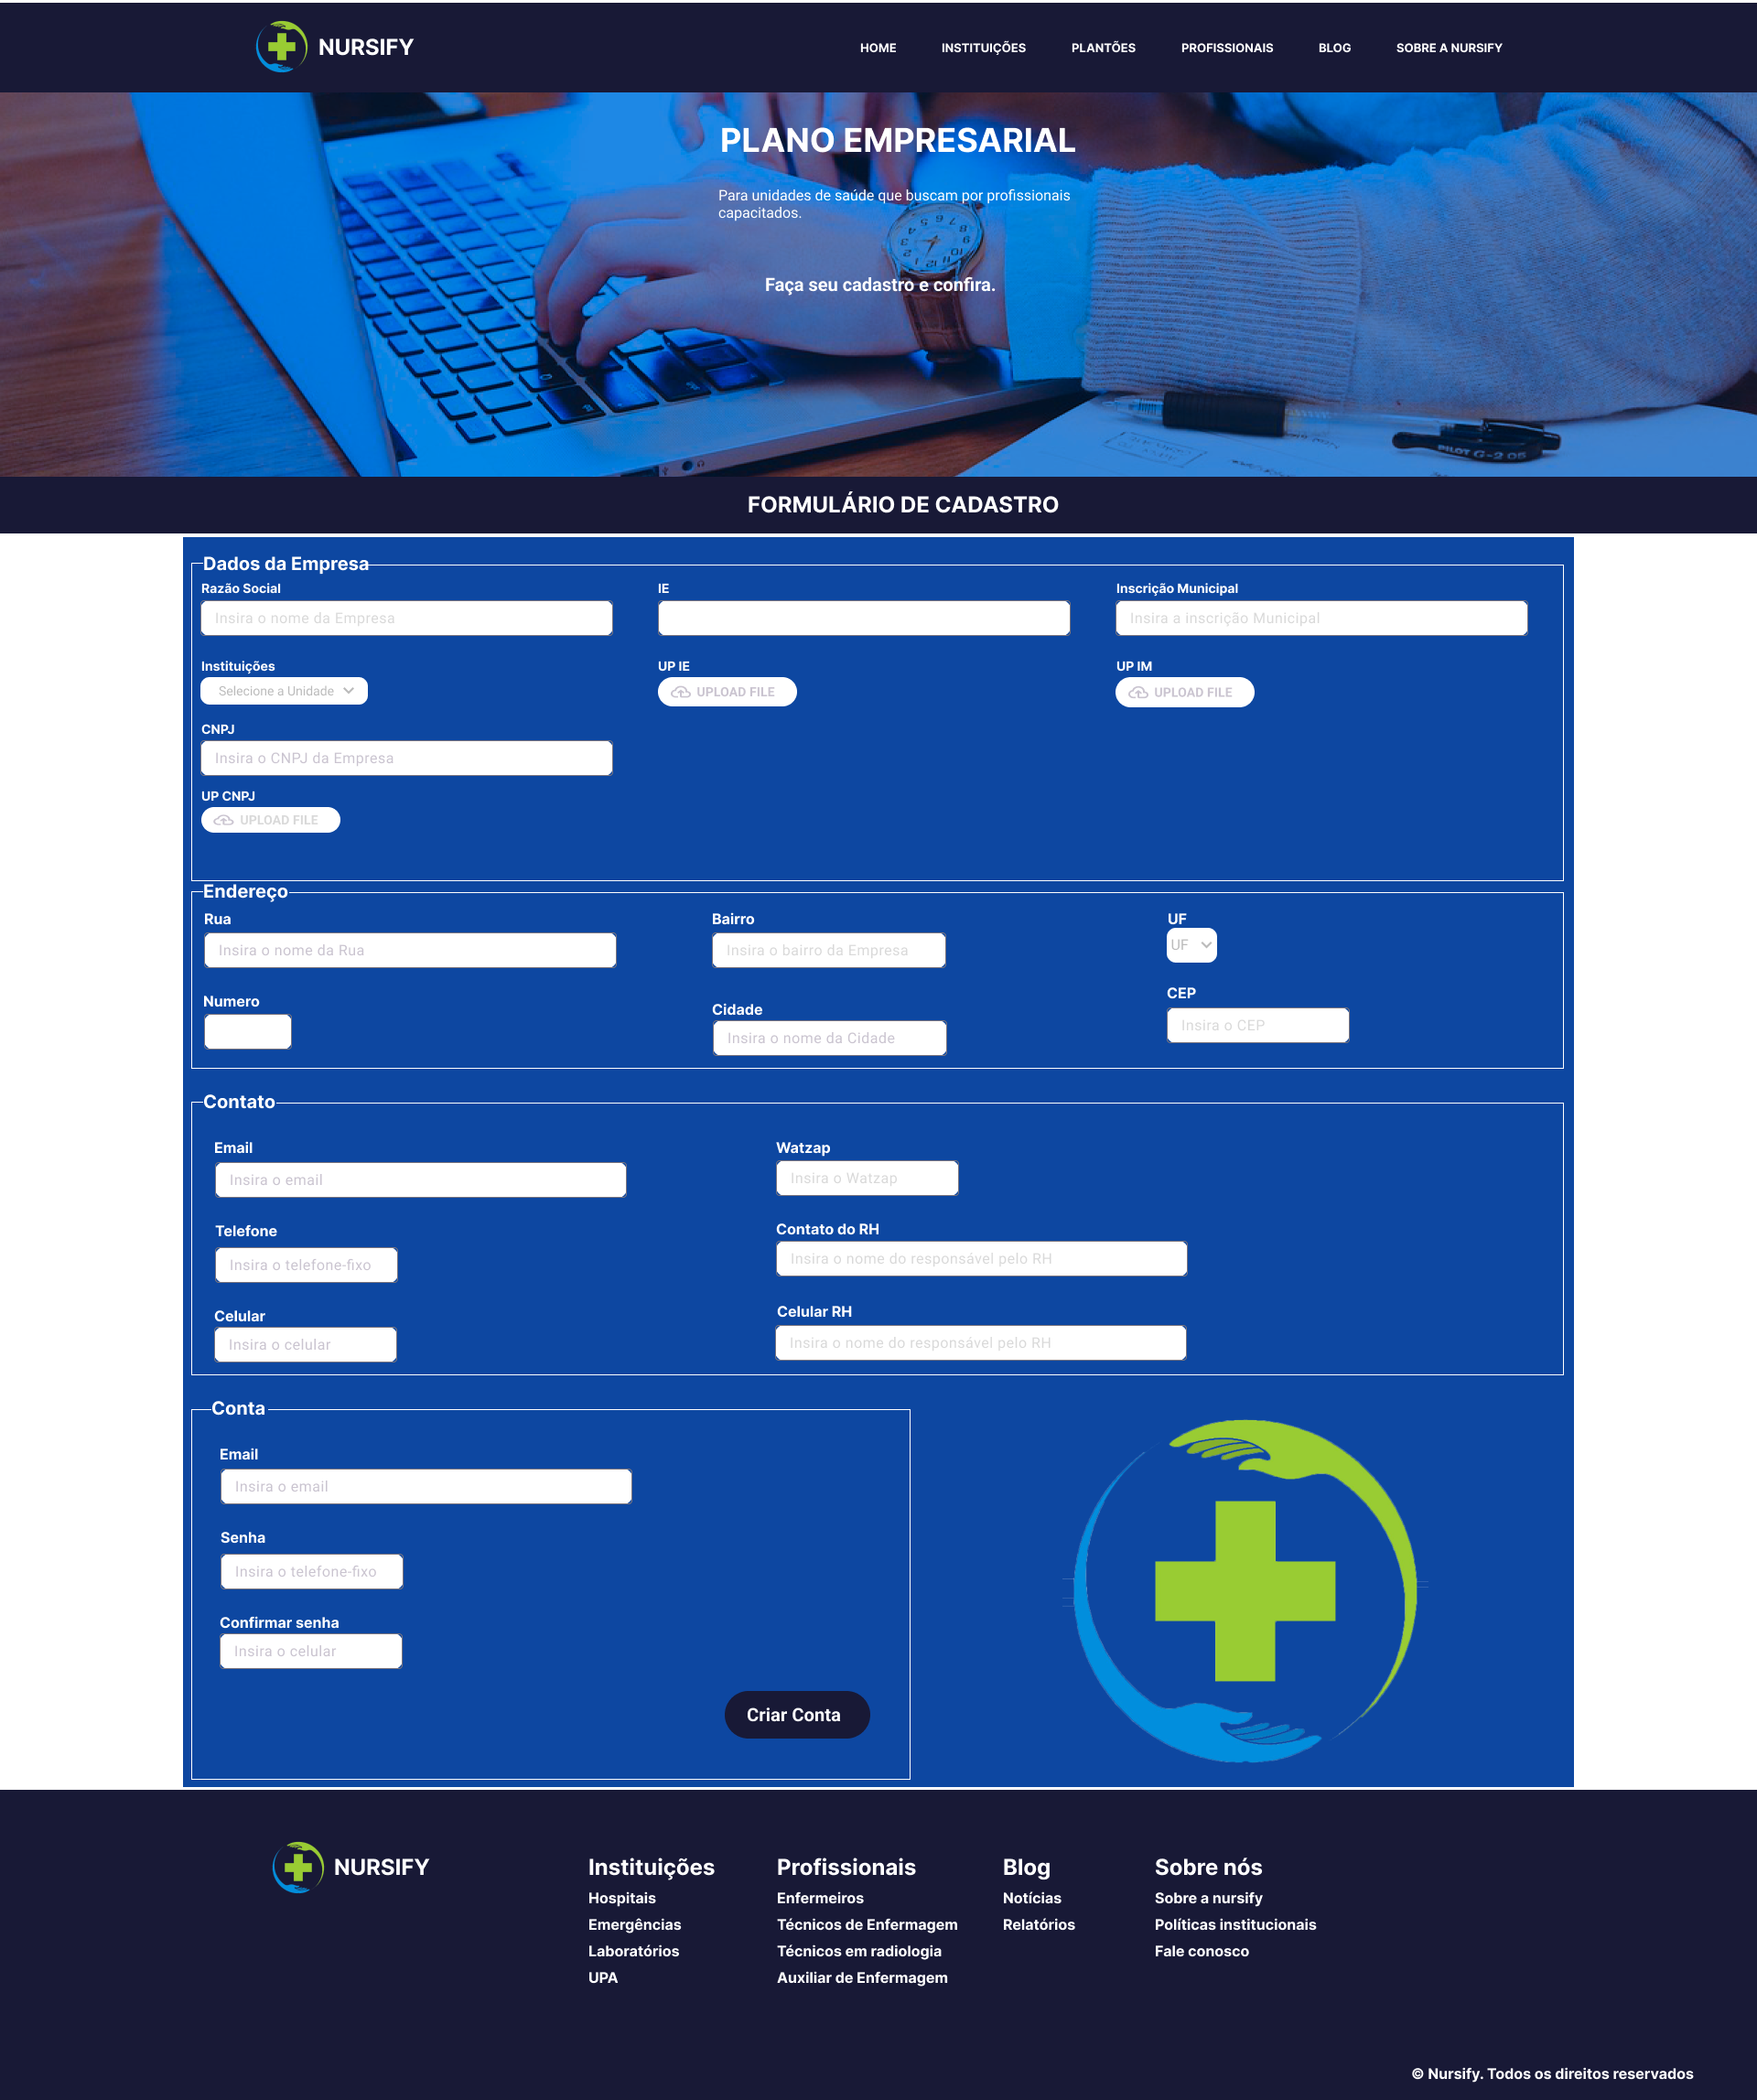 NURSIFY
HOME
INSTITUIÇÕES
PLANTÕES
PROFISSIONAIS
BLOG
SOBRE A NURSIFY
PLANO EMPRESARIAL
Para unidades de saúde que buscam por profissionais
capacitados.
Faça seu cadastro e confira.
PILOT G-2 05
FORMULÁRIO DE CADASTRO
Dados da Empresa
Razão Social
Insira o nome da Empresa
IE
Inscrição Municipal
Insira a inscrição Municipal
Instituições
Selecione a Unidade
UP IE
UPLOAD FILE
UP IM
UPLOAD FILE
CNPJ
Insira o CNPJ da Empresa
UP CNPJ
UPLOAD FILE
Endereço
Rua
Insira o nome da Rua
Bairro
Insira o bairro da Empresa
UF
UF
Numero
Cidade
Insira o nome da Cidade
CEP
Insira o CEP
Contato
Email
Insira o email
Watzap
Insira o Watzap
Telefone
Insira o telefone-fixo
Contato do RH
Insira o nome do responsável pelo RH
Celular
Insira o celular
Celular RH
Insira o nome do responsável pelo RH
Conta
Email
Insira o email
Senha
Insira o telefone-fixo
Confirmar senha
Insira o celular
Criar Conta
NURSIFY
Instituições
Hospitais
Emergências
Laboratórios
UPA
Profissionais
Enfermeiros
Técnicos de Enfermagem
Técnicos em radiologia
Auxiliar de Enfermagem
Blog
Notícias
Relatórios
Sobre nós
Sobre a nursify
Políticas institucionais
Fale conosco
© Nursify. Todos os direitos reservados